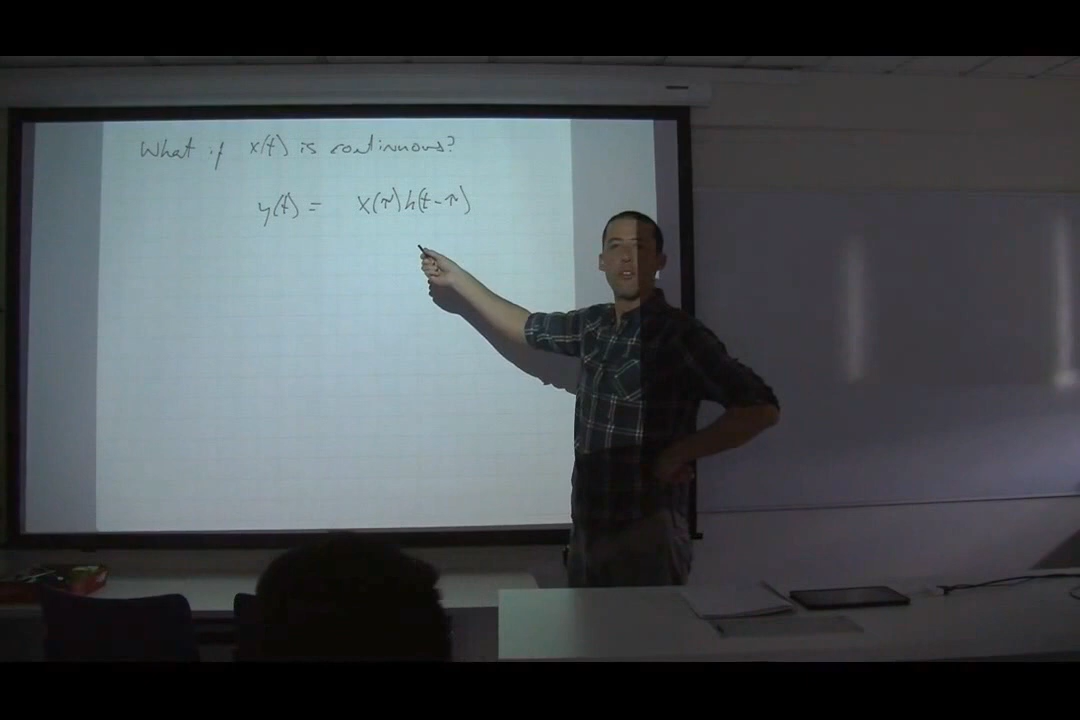 What if x(t) is continuous?
y(t) = x(τ)h(t-τ)